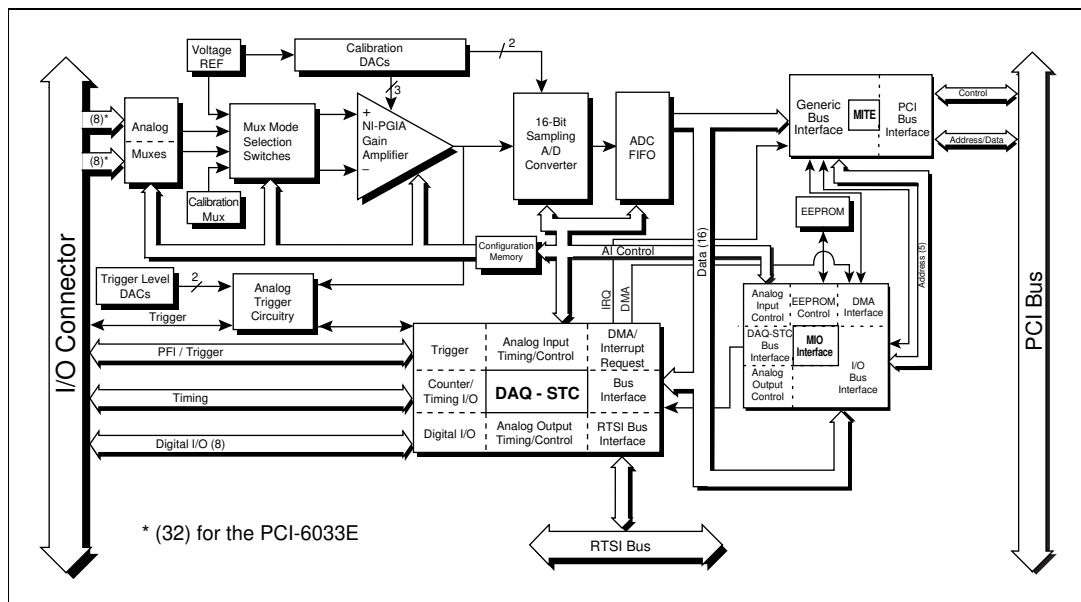 Voltage
REF
Calibration
DACs
2
3
I/O Connector
(8)*
(8)*
Analog
Muxes
Mux Mode
Selection
Switches
Calibration
Mux
+
NI-PGIA
Gain
Amplifier
–
16-Bit
Sampling
A/D
Converter
ADC
FIFO
Generic
Bus
Interface
MITE
PCI
Bus
Interface
Control
Address/Data
PCI Bus
EEPROM
Configuration
Memory
AI Control
IRQ
DMA
Data (16)
Address (5)
Trigger Level
DACs
2
Analog
Trigger
Circuitry
Trigger
PFI / Trigger
Timing
Digital I/O (8)
Trigger
Analog Input
Timing/Control
DMA/
Interrupt
Request
Counter/
Timing I/O
DAQ - STC
Bus
Interface
Digital I/O
Analog Output
Timing/Control
RTSI Bus
Interface
Analog
Input
Control
EEPROM
Control
DMA
Interface
DAQ-STC
Bus
Interface
MIO
Interface
I/O
Bus
Interface
Analog
Output
Control
RTSI Bus
* (32) for the PCI-6033E